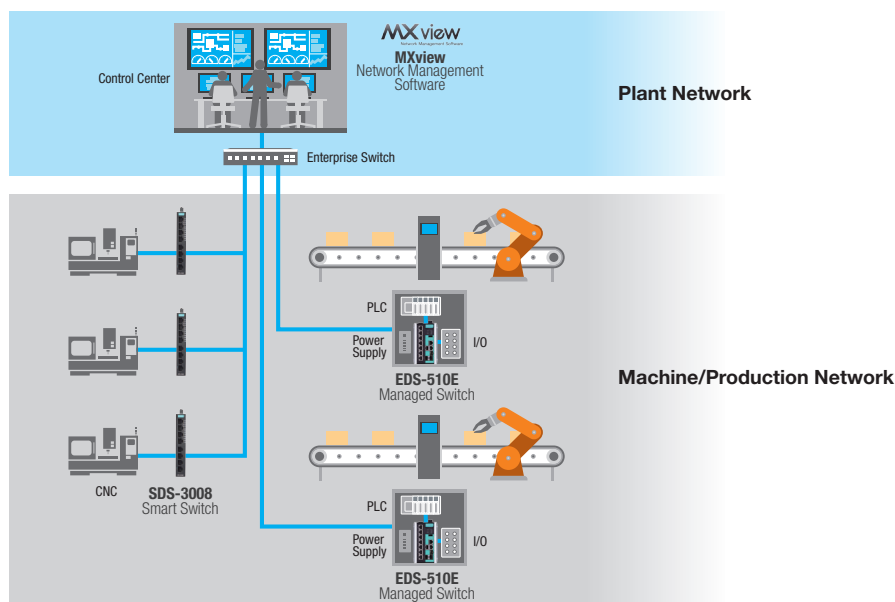 MXview
Network Management Software
MXview
Network Management
Software
Control Center
Plant Network
Enterprise Switch
PLC
Power
Supply
I/O
EDS-510E
Managed Switch
Machine/Production Network
CNC
SDS-3008
Smart Switch
PLC
Power
Supply
I/O
EDS-510E
Managed Switch